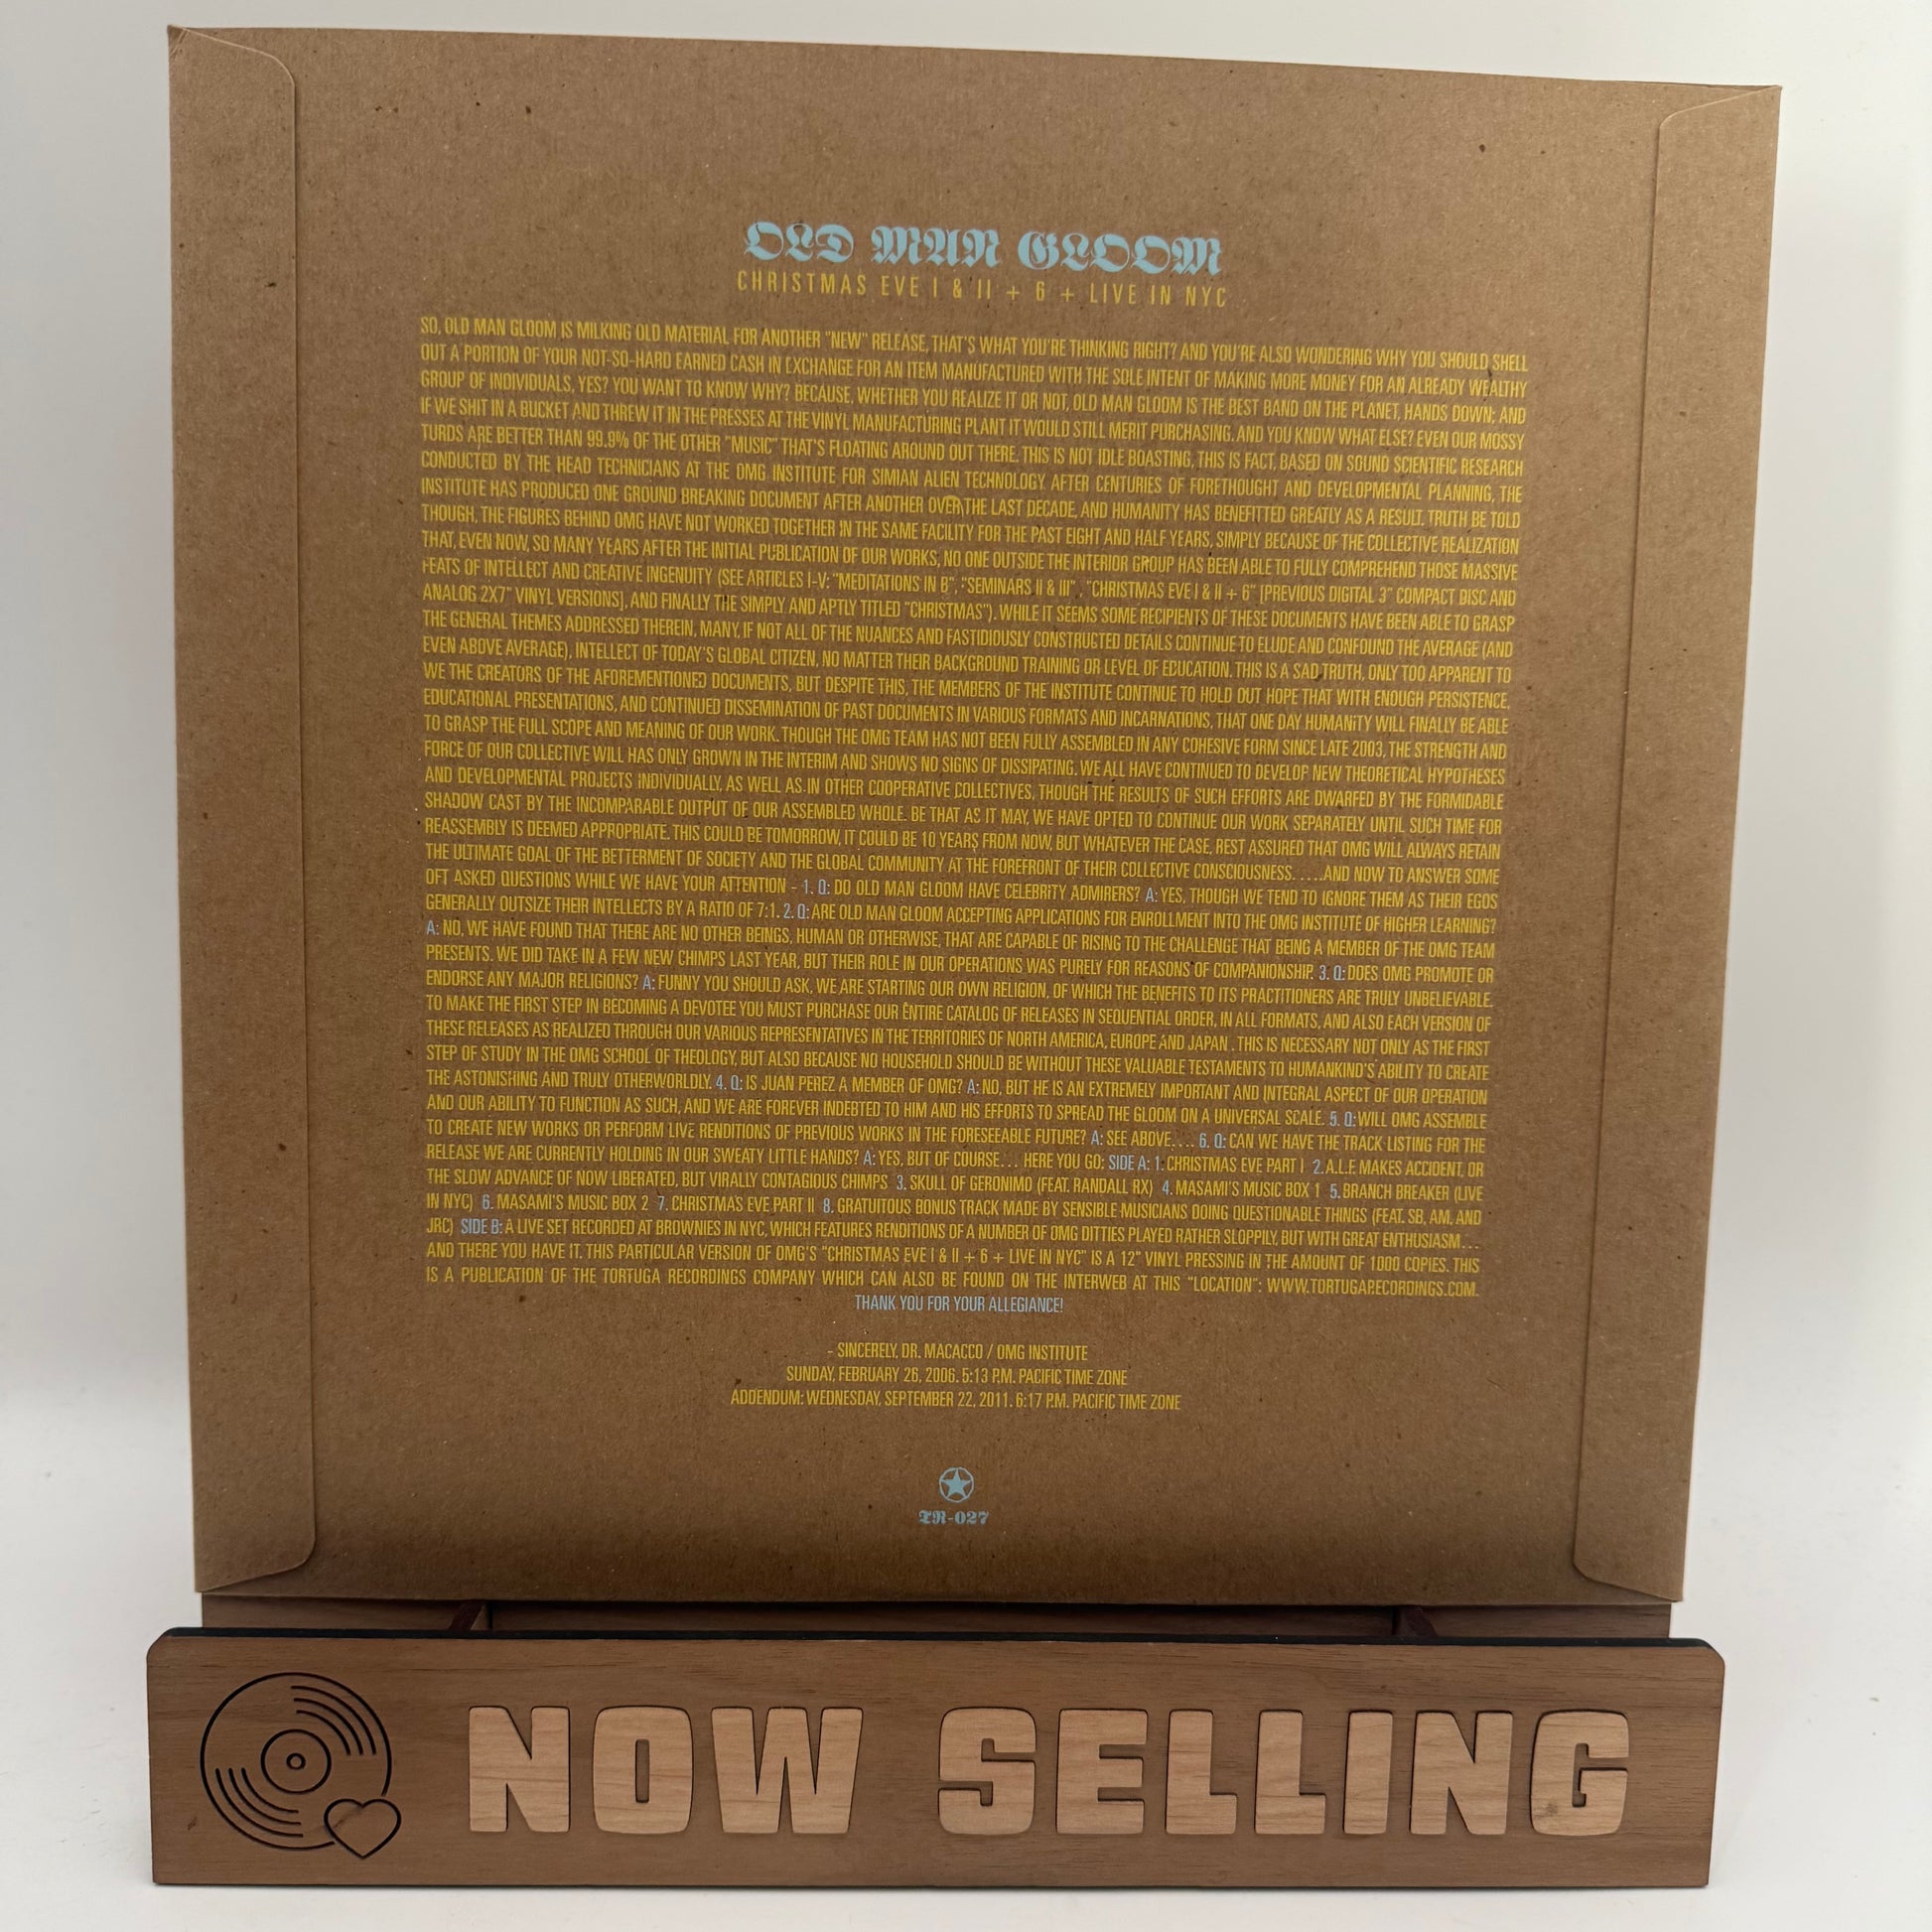 OLD MAN GLOOM
CHRISTMAS EVE I & II + 6 + LIVE IN NYC
SO, OLD MAN GLOOM IS MILKING OLD MATERIAL FOR ANOTHER "NEW" RELEASE, THAT'S WHAT YOU'RE THINKING RIGHT? AND YOU'RE ALSO WONDERING WHY YOU SHOULD SHELL
OUT A PORTION OF YOUR NOT-SO-HARD EARNED CASH IN EXCHANGE FOR AN ITEM MANUFACTURED WITH THE SOLE INTENT OF MAKING MORE MONEY FOR AN ALREADY WEALTHY
GROUP OF INDIVIDUALS, YES? YOU WANT TO KNOW WHY? BECAUSE, WHETHER YOU REALIZE IT OR NOT, OLD MAN GLOOM IS THE BEST BAND ON THE PLANET, HANDS DOWN; AND
IF WE SHIT IN A BUCKET AND THREW IT IN THE PRESSES AT THE VINYL MANUFACTURING PLANT IT WOULD STILL MERIT PURCHASING. AND YOU KNOW WHAT ELSE? EVEN OUR MOSSY
TURDS ARE BETTER THAN 99.9% OF THE OTHER "MUSIC" THAT'S FLOATING AROUND OUT THERE. THIS IS NOT IDLE BOASTING, THIS IS FACT, BASED ON SOUND SCIENTIFIC RESEARCH
CONDUCTED BY THE HEAD TECHNICIANS AT THE OMG INSTITUTE FOR SIMIAN ALIEN TECHNOLOGY. AFTER CENTURIES OF FORETHOUGHT AND DEVELOPMENTAL PLANNING, THE
INSTITUTE HAS PRODUCED ONE GROUND BREAKING DOCUMENT AFTER ANOTHER OVER THE LAST DECADE, AND HUMANITY HAS BENEFITTED GREATLY AS A RESULT. TRUTH BE TOLD
THOUGH, THE FIGURES BEHIND OMG HAVE NOT WORKED TOGETHER IN THE SAME FACILITY FOR THE PAST EIGHT AND HALF YEARS, SIMPLY BECAUSE OF THE COLLECTIVE REALIZATION
THAT, EVEN NOW, SO MANY YEARS AFTER THE INITIAL PUBLICATION OF OUR WORKS, NO ONE OUTSIDE THE INTERIOR GROUP HAS BEEN ABLE TO FULLY COMPREHEND THOSE MASSIVE
FEATS OF INTELLECT AND CREATIVE INGENUITY (SEE ARTICLES I-V: "MEDITATIONS IN B", "SEMINARS II & III", "CHRISTMAS EVE I & II + 6" [PREVIOUS DIGITAL 3" COMPACT DISC AND
ANALOG 2X7" VINYL VERSIONS], AND FINALLY THE SIMPLY AND APTLY TITLED "CHRISTMAS"). WHILE IT SEEMS SOME RECIPIENTS OF THESE DOCUMENTS HAVE BEEN ABLE TO GRASP
THE GENERAL THEMES ADDRESSED THEREIN, MANY, IF NOT ALL OF THE NUANCES AND FASTIDIOUSLY CONSTRUCTED DETAILS CONTINUE TO ELUDE AND CONFOUND THE AVERAGE (AND
EVEN ABOVE AVERAGE), INTELLECT OF TODAY'S GLOBAL CITIZEN, NO MATTER THEIR BACKGROUND TRAINING OR LEVEL OF EDUCATION. THIS IS A SAD TRUTH, ONLY TOO APPARENT TO
WE THE CREATORS OF THE AFOREMENTIONED DOCUMENTS, BUT DESPITE THIS, THE MEMBERS OF THE INSTITUTE CONTINUE TO HOLD OUT HOPE THAT WITH ENOUGH PERSISTENCE,
EDUCATIONAL PRESENTATIONS, AND CONTINUED DISSEMINATION OF PAST DOCUMENTS IN VARIOUS FORMATS AND INCARNATIONS, THAT ONE DAY HUMANITY WILL FINALLY BE ABLE
TO GRASP THE FULL SCOPE AND MEANING OF OUR WORK. THOUGH THE OMG TEAM HAS NOT BEEN FULLY ASSEMBLED IN ANY COHESIVE FORM SINCE LATE 2003, THE STRENGTH AND
FORCE OF OUR COLLECTIVE WILL HAS ONLY GROWN IN THE INTERIM AND SHOWS NO SIGNS OF DISSIPATING. WE ALL HAVE CONTINUED TO DEVELOP NEW THEORETICAL HYPOTHESES
AND DEVELOPMENTAL PROJECTS INDIVIDUALLY, AS WELL AS IN OTHER COOPERATIVE COLLECTIVES, THOUGH THE RESULTS OF SUCH EFFORTS ARE DWARFED BY THE FORMIDABLE
SHADOW CAST BY THE INCOMPARABLE OUTPUT OF OUR ASSEMBLED WHOLE. BE THAT AS IT MAY, WE HAVE OPTED TO CONTINUE OUR WORK SEPARATELY UNTIL SUCH TIME FOR
REASSEMBLY IS DEEMED APPROPRIATE. THIS COULD BE TOMORROW, IT COULD BE 10 YEARS FROM NOW, BUT WHATEVER THE CASE, REST ASSURED THAT OMG WILL ALWAYS RETAIN
THE ULTIMATE GOAL OF THE BETTERMENT OF SOCIETY AND THE GLOBAL COMMUNITY AT THE FOREFRONT OF THEIR COLLECTIVE CONSCIOUSNESS. . . . .AND NOW TO ANSWER SOME
OFT ASKED QUESTIONS WHILE WE HAVE YOUR ATTENTION - 1. Q: DO OLD MAN GLOOM HAVE CELEBRITY ADMIRERS? A: YES, THOUGH WE TEND TO IGNORE THEM AS THEIR EGOS
GENERALLY OUTSIZE THEIR INTELLECTS BY A RATIO OF 7:1. 2. Q: ARE OLD MAN GLOOM ACCEPTING APPLICATIONS FOR ENROLLMENT INTO THE OMG INSTITUTE OF HIGHER LEARNING?
A: NO, WE HAVE FOUND THAT THERE ARE NO OTHER BEINGS, HUMAN OR OTHERWISE, THAT ARE CAPABLE OF RISING TO THE CHALLENGE THAT BEING A MEMBER OF THE OMG TEAM
PRESENTS. WE DID TAKE IN A FEW NEW CHIMPS LAST YEAR, BUT THEIR ROLE IN OUR OPERATIONS WAS PURELY FOR REASONS OF COMPANIONSHIP. 3. Q: DOES OMG PROMOTE OR
ENDORSE ANY MAJOR RELIGIONS? A: FUNNY YOU SHOULD ASK, WE ARE STARTING OUR OWN RELIGION, OF WHICH THE BENEFITS TO ITS PRACTITIONERS ARE TRULY UNBELIEVABLE.
TO MAKE THE FIRST STEP IN BECOMING A DEVOTEE YOU MUST PURCHASE OUR ENTIRE CATALOG OF RELEASES IN SEQUENTIAL ORDER, IN ALL FORMATS, AND ALSO EACH VERSION OF
THESE RELEASES AS REALIZED THROUGH OUR VARIOUS REPRESENTATIVES IN THE TERRITORIES OF NORTH AMERICA, EUROPE AND JAPAN . THIS IS NECESSARY NOT ONLY AS THE FIRST
STEP OF STUDY IN THE OMG SCHOOL OF THEOLOGY, BUT ALSO BECAUSE NO HOUSEHOLD SHOULD BE WITHOUT THESE VALUABLE TESTAMENTS TO HUMANKIND'S ABILITY TO CREATE
THE ASTONISHING AND TRULY OTHERWORLDLY. 4. Q: IS JUAN PEREZ A MEMBER OF OMG? A: NO, BUT HE IS AN EXTREMELY IMPORTANT AND INTEGRAL ASPECT OF OUR OPERATION
AND OUR ABILITY TO FUNCTION AS SUCH, AND WE ARE FOREVER INDEBTED TO HIM AND HIS EFFORTS TO SPREAD THE GLOOM ON A UNIVERSAL SCALE. 5. Q: WILL OMG ASSEMBLE
TO CREATE NEW WORKS OR PERFORM LIVE RENDITIONS OF PREVIOUS WORKS IN THE FORESEEABLE FUTURE? A: SEE ABOVE. . . . 6. Q: CAN WE HAVE THE TRACK LISTING FOR THE
RELEASE WE ARE CURRENTLY HOLDING IN OUR SWEATY LITTLE HANDS? A: YES, BUT OF COURSE. . . HERE YOU GO: SIDE A: 1. CHRISTMAS EVE PART I 2. A.L.F. MAKES ACCIDENT, OR
THE SLOW ADVANCE OF NOW LIBERATED, BUT VIRALLY CONTAGIOUS CHIMPS 3. SKULL OF GERONIMO (FEAT. RANDALL RX) 4. MASAMI'S MUSIC BOX 1 5. BRANCH BREAKER (LIVE
IN NYC) 6. MASAMI'S MUSIC BOX 2 7. CHRISTMAS EVE PART II 8. GRATUITOUS BONUS TRACK MADE BY SENSIBLE MUSICIANS DOING QUESTIONABLE THINGS (FEAT. SB, AM, AND
JRC) SIDE B: A LIVE SET RECORDED AT BROWNIES IN NYC, WHICH FEATURES RENDITIONS OF A NUMBER OF OMG DITTIES PLAYED RATHER SLOPPILY, BUT WITH GREAT ENTHUSIASM. . .
AND THERE YOU HAVE IT. THIS PARTICULAR VERSION OF OMG'S "CHRISTMAS EVE I & II + 6 + LIVE IN NYC" IS A 12" VINYL PRESSING IN THE AMOUNT OF 1000 COPIES. THIS
IS A PUBLICATION OF THE TORTUGA RECORDINGS COMPANY WHICH CAN ALSO BE FOUND ON THE INTERWEB AT THIS "LOCATION": WWW.TORTUGARECORDINGS.COM.
THANK YOU FOR YOUR ALLEGIANCE!
- SINCERELY, DR. MACACCO / OMG INSTITUTE
SUNDAY, FEBRUARY 26, 2006. 5:13 P.M. PACIFIC TIME ZONE
ADDENDUM: WEDNESDAY, SEPTEMBER 22, 2011. 6:17 P.M. PACIFIC TIME ZONE
TR-027
NOW SELLING